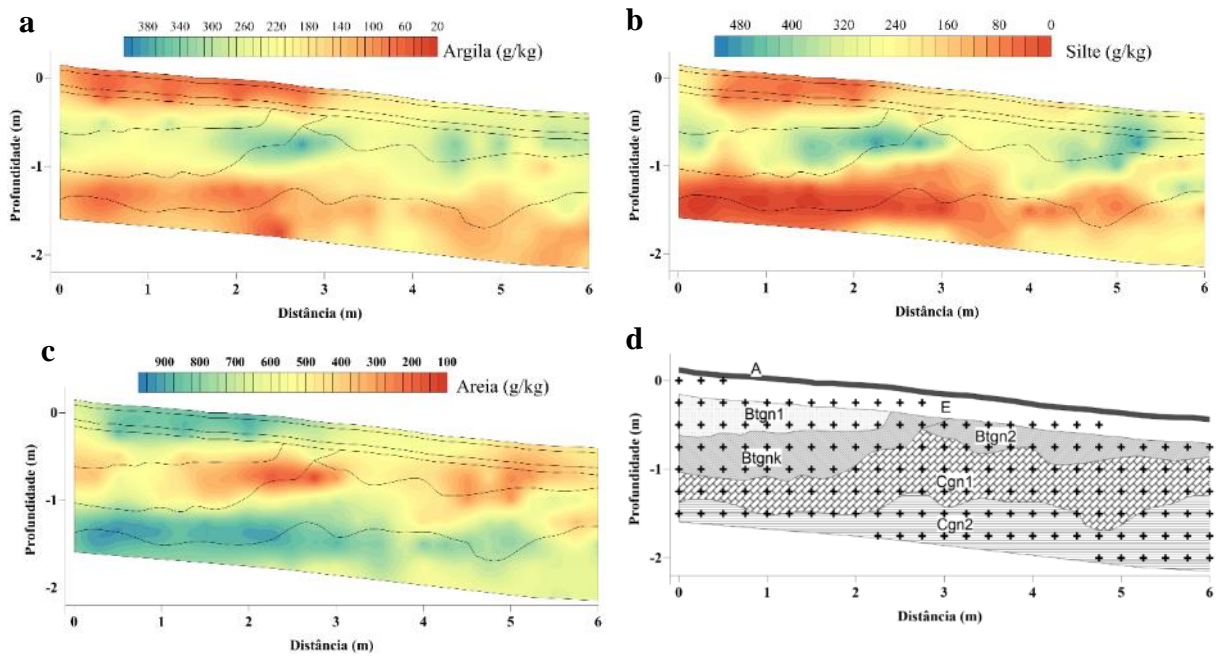 a
380 340 300 260 220 180 140 100 60 20
Argila (g/kg)
Profundidade (m)
0
-1
-2
0 1 2 3 4 5 6
Distância (m)
b
480 400 320 240 160 80 0
Silte (g/kg)
Profundidade (m)
0
-1
-2
0 1 2 3 4 5 6
Distância (m)
c
900 800 700 600 500 400 300 200 100
Areia (g/kg)
Profundidade (m)
0
-1
-2
0 1 2 3 4 5 6
Distância (m)
d
A
E
Btgn1
Btgn2
Btgnk
Cgn1
Cgn2
Profundidade (m)
0
-1
-2
0 1 2 3 4 5 6
Distância (m)